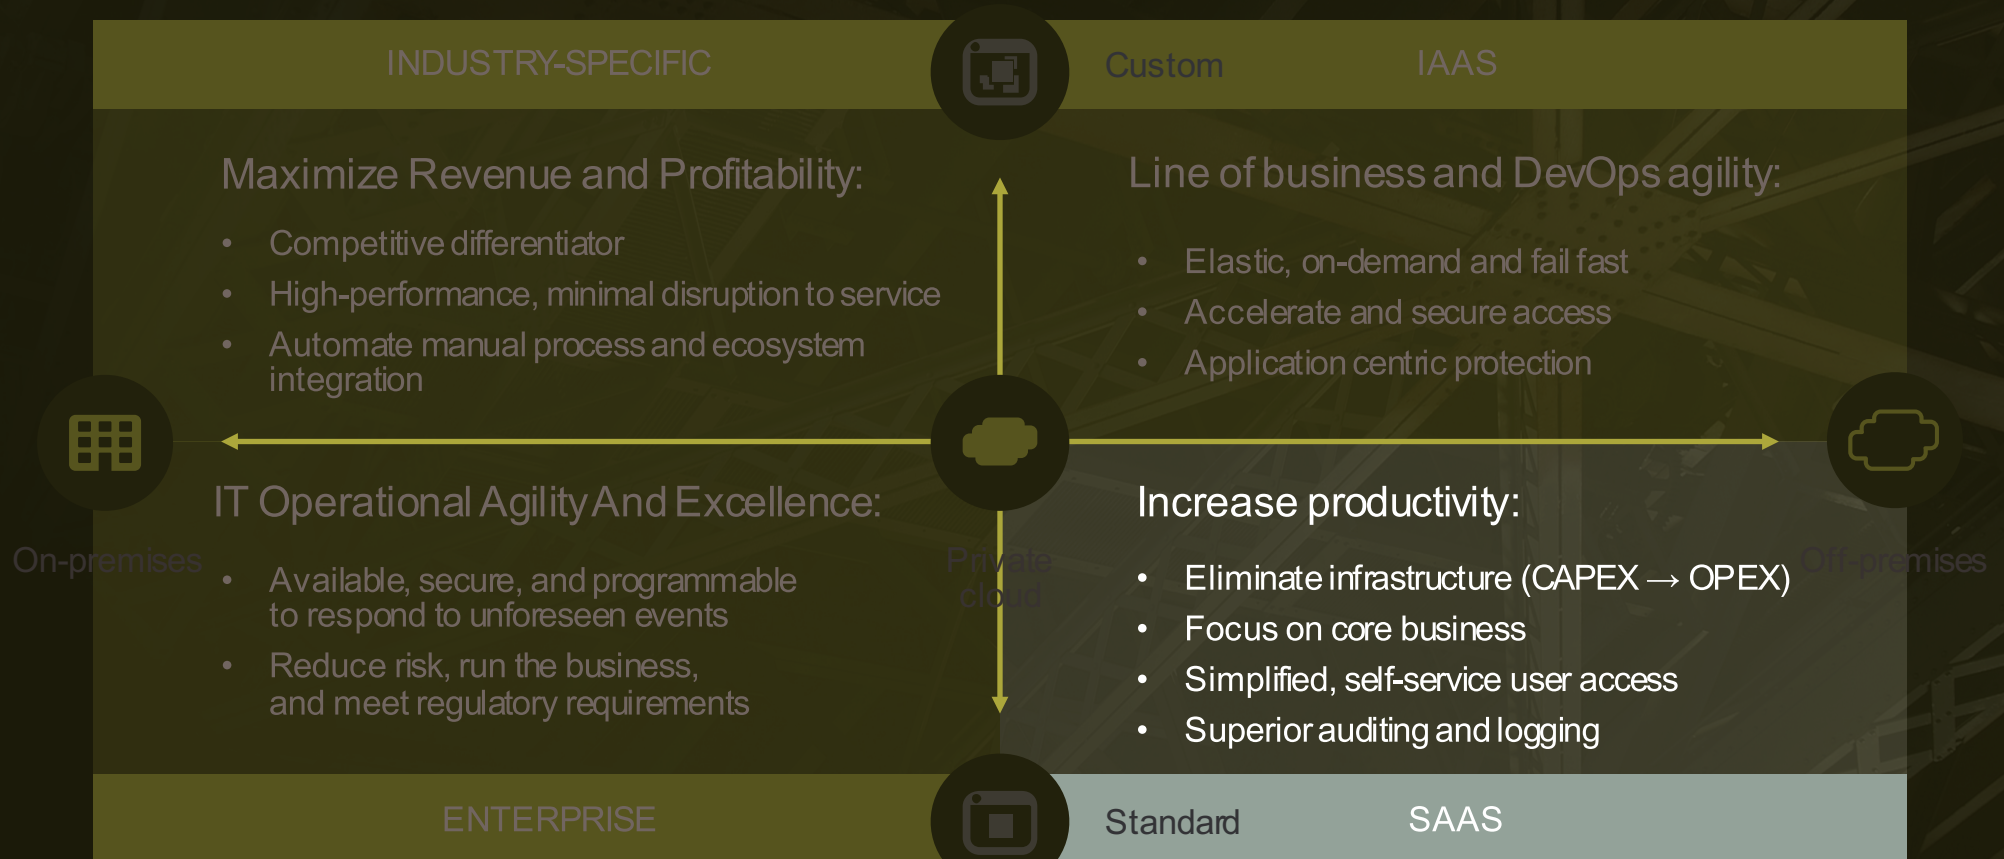 INDUSTRY-SPECIFIC
Custom
IAAS
Maximize Revenue and Profitability:
• Competitive differentiator
• High-performance, minimal disruption to service
• Automate manual process and ecosystem
integration
Line of business and DevOps agility:
• Elastic, on-demand and fail fast
• Accelerate and secure access
• Application centric protection
On-premises
Private
cloud
Off-premises
IT Operational Agility And Excellence:
• Available, secure, and programmable
to respond to unforeseen events
• Reduce risk, run the business,
and meet regulatory requirements
Increase productivity:
• Eliminate infrastructure (CAPEX → OPEX)
• Focus on core business
• Simplified, self-service user access
• Superior auditing and logging
ENTERPRISE
Standard
SAAS